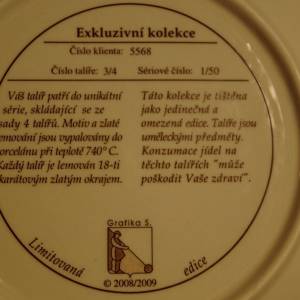 Exkluzivní kolekce
Číslo klienta: 5568
Číslo talíře: 3/4
Sériové číslo: 1/50
Váš talíř patří do unikátní
série, skládající se ze
sady 4 talířů. Motiv a zlaté
lemování jsou vypalovány do
porcelánu při teplotě 740° C.
Každý talíř je lemován 18-ti
karátovým zlatým okrajem.
Táto kolekce je tištěna
jako jedinečná a
omezená edice. Talíře jsou
uměleckými předměty.
Konzumace jídel na
těchto talířích "může
poškodit Vaše zdraví".
Grafika S.
Limitovaná edice
© 2008/2009